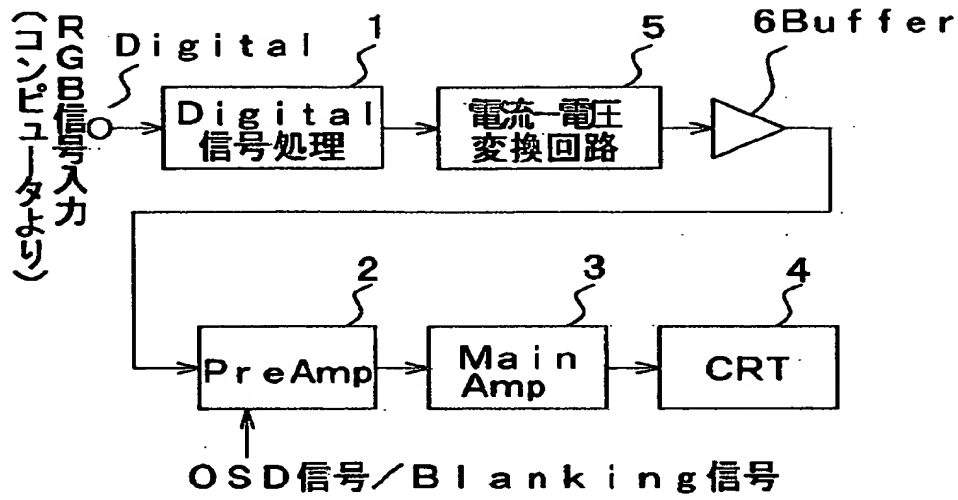 RGB信号入力
（コンピュータより）
Digital
1
Digital
信号処理
5
電流－電圧
変換回路
6Buffer
2
PreAmp
3
Main
Amp
4
CRT
OSD信号／Blanking信号